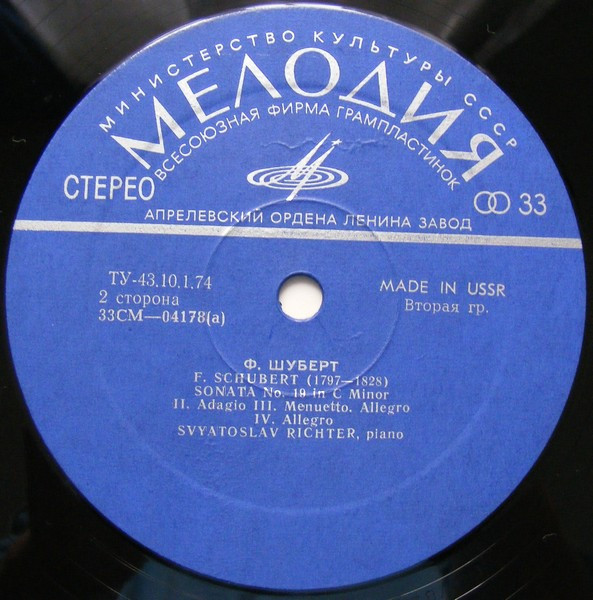 МИНИСТЕРСТВО КУЛЬТУРЫ СССР
МЕЛОДИЯ
ВСЕСОЮЗНАЯ ФИРМА ГРАМПЛАСТИНОК
СТЕРЕО
33
АПРЕЛЕВСКИЙ ОРДЕНА ЛЕНИНА ЗАВОД
ТУ-43.10.1.74
2 сторона
33СМ—04178(а)
MADE IN USSR
Вторая гр.
Ф. ШУБЕРТ
F. SCHUBERT (1797—1828)
SONATA No. 19 in C Minor
II. Adagio III. Menuetto. Allegro
IV. Allegro
SVYATOSLAV RICHTER, piano